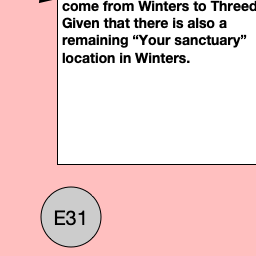 come from Winters to Threed
Given that there is also a
remaining “Your sanctuary”
location in Winters.
E31